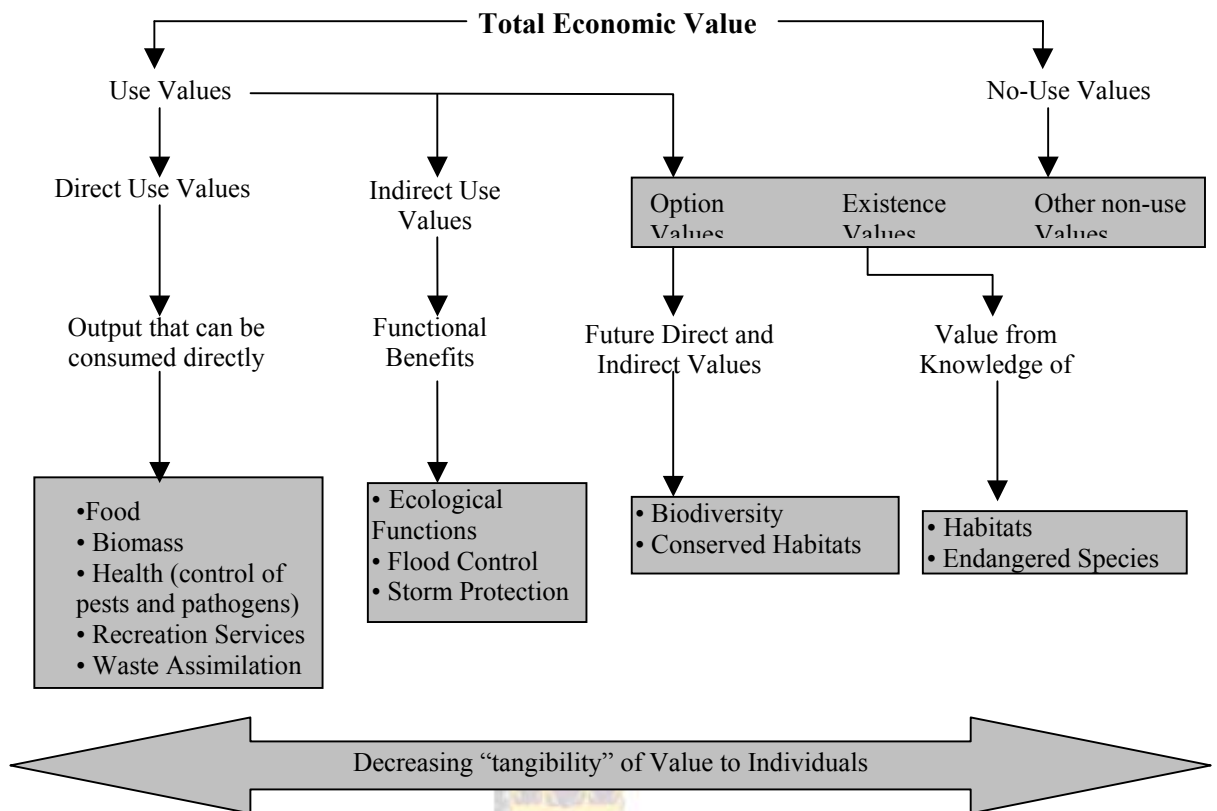 Total Economic Value
Use Values
No-Use Values
Direct Use Values
Indirect Use
Values
Option
Values
Existence
Values
Other non-use
Values
Output that can be
consumed directly
Functional
Benefits
Future Direct and
Indirect Values
Value from
Knowledge of
•Food
• Biomass
• Health (control of
pests and pathogens)
• Recreation Services
• Waste Assimilation
• Ecological
Functions
• Flood Control
• Storm Protection
• Biodiversity
• Conserved Habitats
• Habitats
• Endangered Species
Decreasing “tangibility” of Value to Individuals